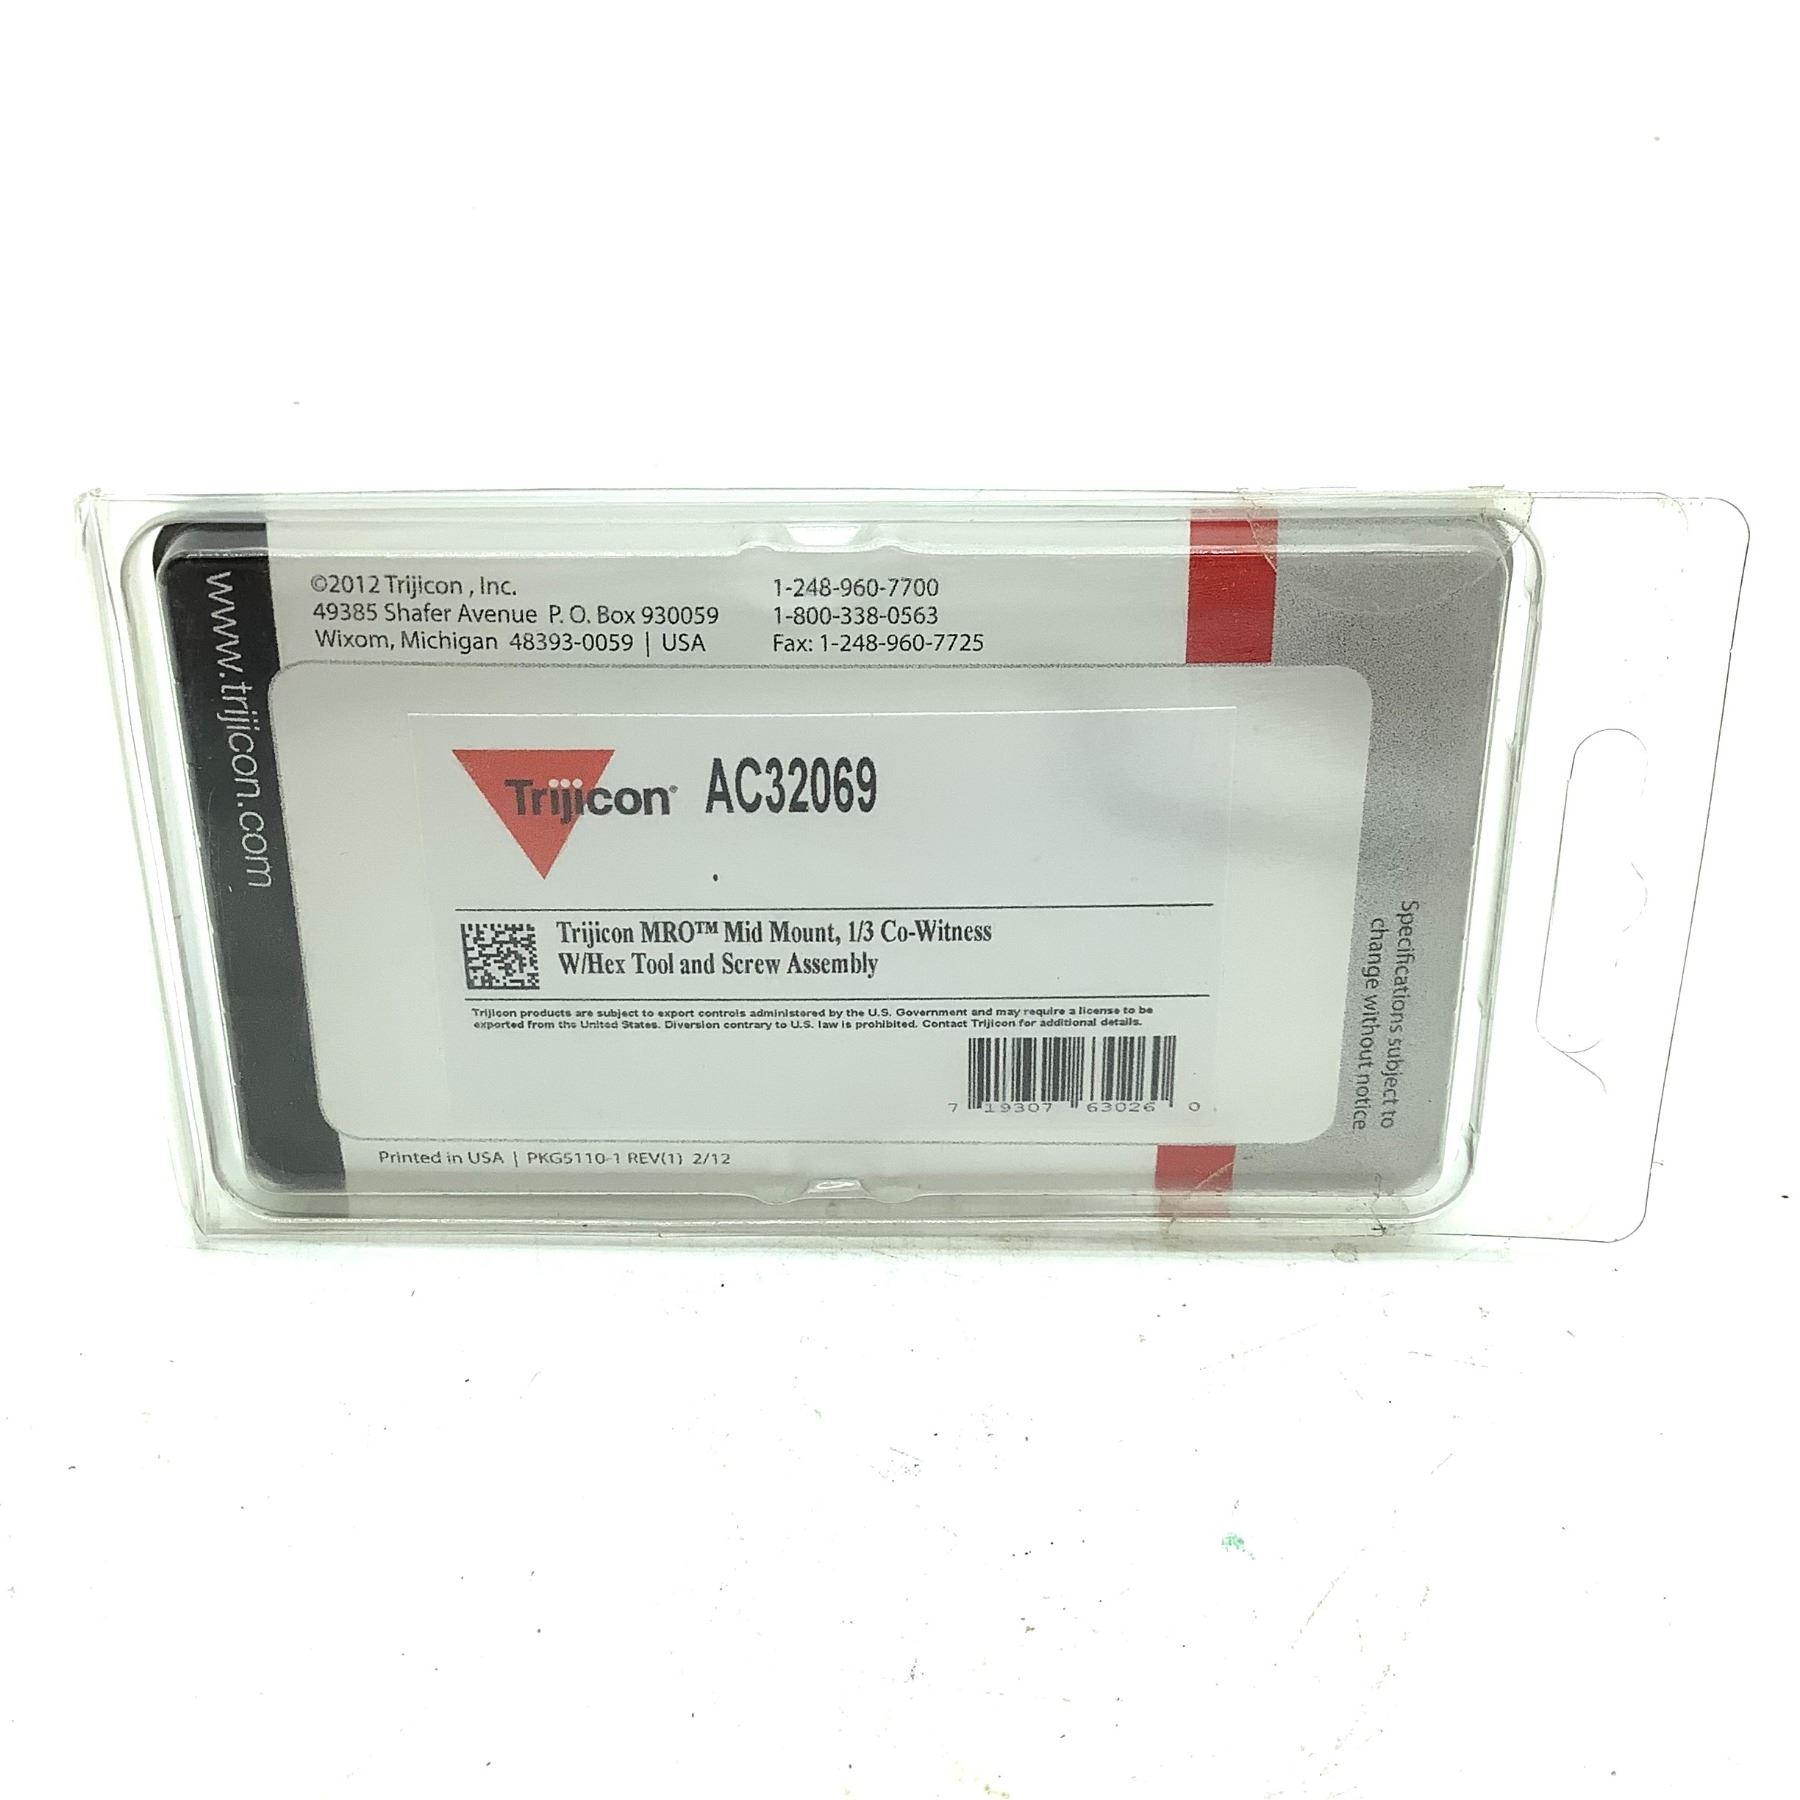 ©2012 Trijicon, Inc.
49385 Shafer Avenue P. O. Box 930059
Wixom, Michigan 48393-0059 | USA
1-248-960-7700
1-800-338-0563
Fax: 1-248-960-7725
www.trijicon.com
Trijicon® AC32069
Trijicon MRO™ Mid Mount, 1/3 Co-Witness
W/Hex Tool and Screw Assembly
Trijicon products are subject to export controls administered by the U.S. Government and may require a license to be
exported from the United States. Diversion contrary to U.S. law is prohibited. Contact Trijicon for additional details.
7 19307 63026 0
Specifications subject to
change without notice
Printed in USA | PKG5110-1 REV(1) 2/12